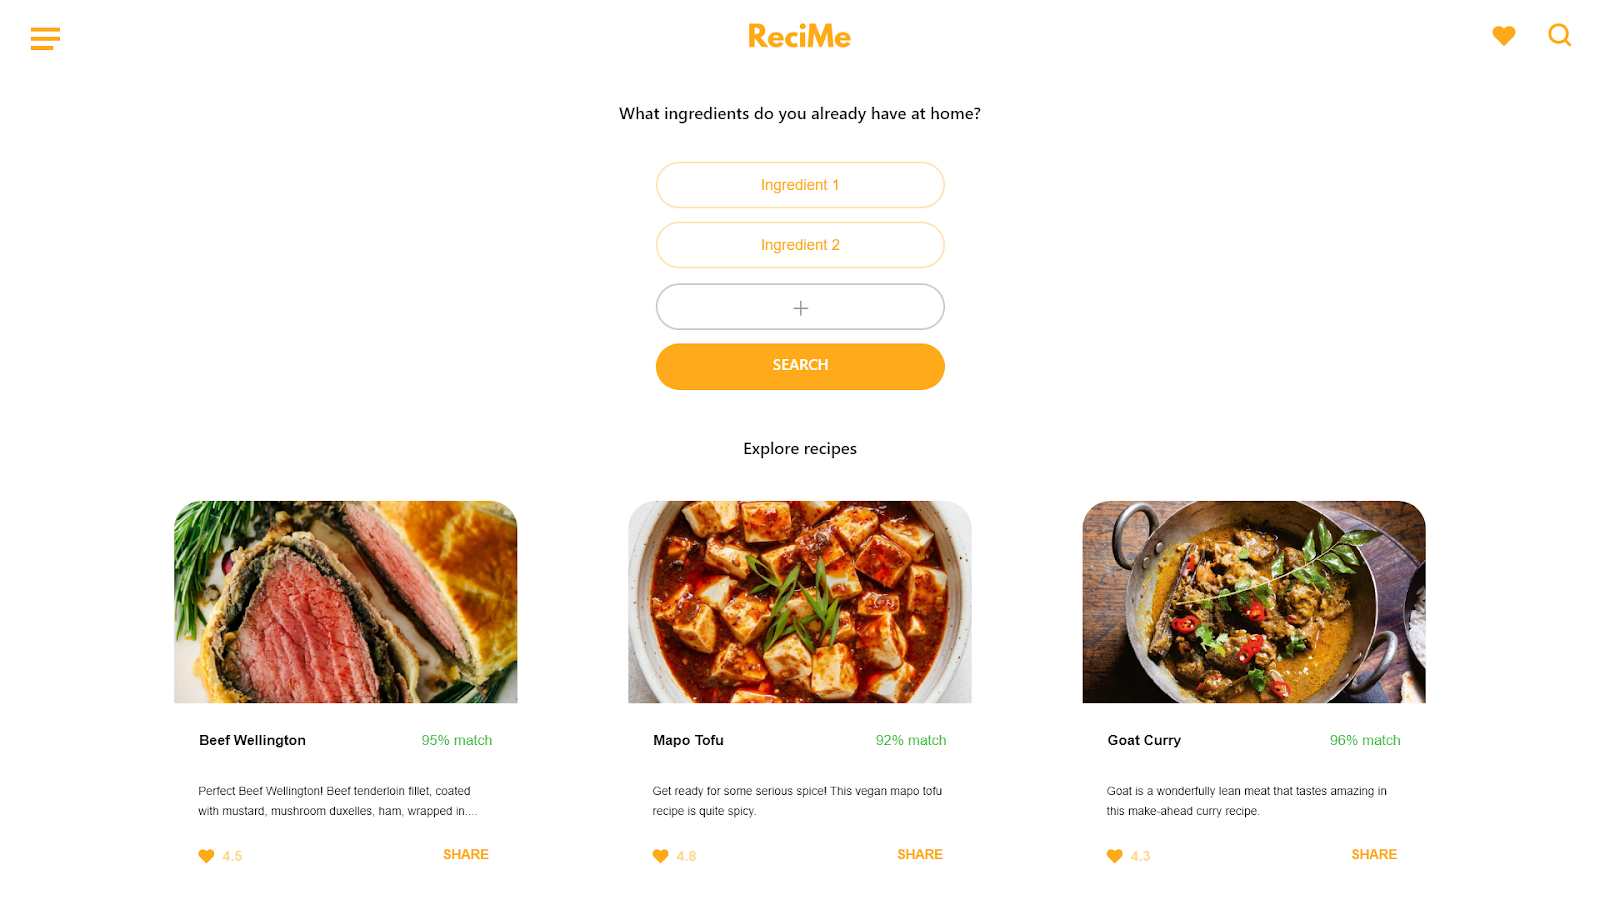 ReciMe
What ingredients do you already have at home?
Ingredient 1
Ingredient 2
+
SEARCH
Explore recipes
Beef Wellington
95% match
Perfect Beef Wellington! Beef tenderloin fillet, coated
with mustard, mushroom duxelles, ham, wrapped in....
4.5
SHARE
Mapo Tofu
92% match
Get ready for some serious spice! This vegan mapo tofu
recipe is quite spicy.
4.8
SHARE
Goat Curry
96% match
Goat is a wonderfully lean meat that tastes amazing in
this make-ahead curry recipe.
4.3
SHARE